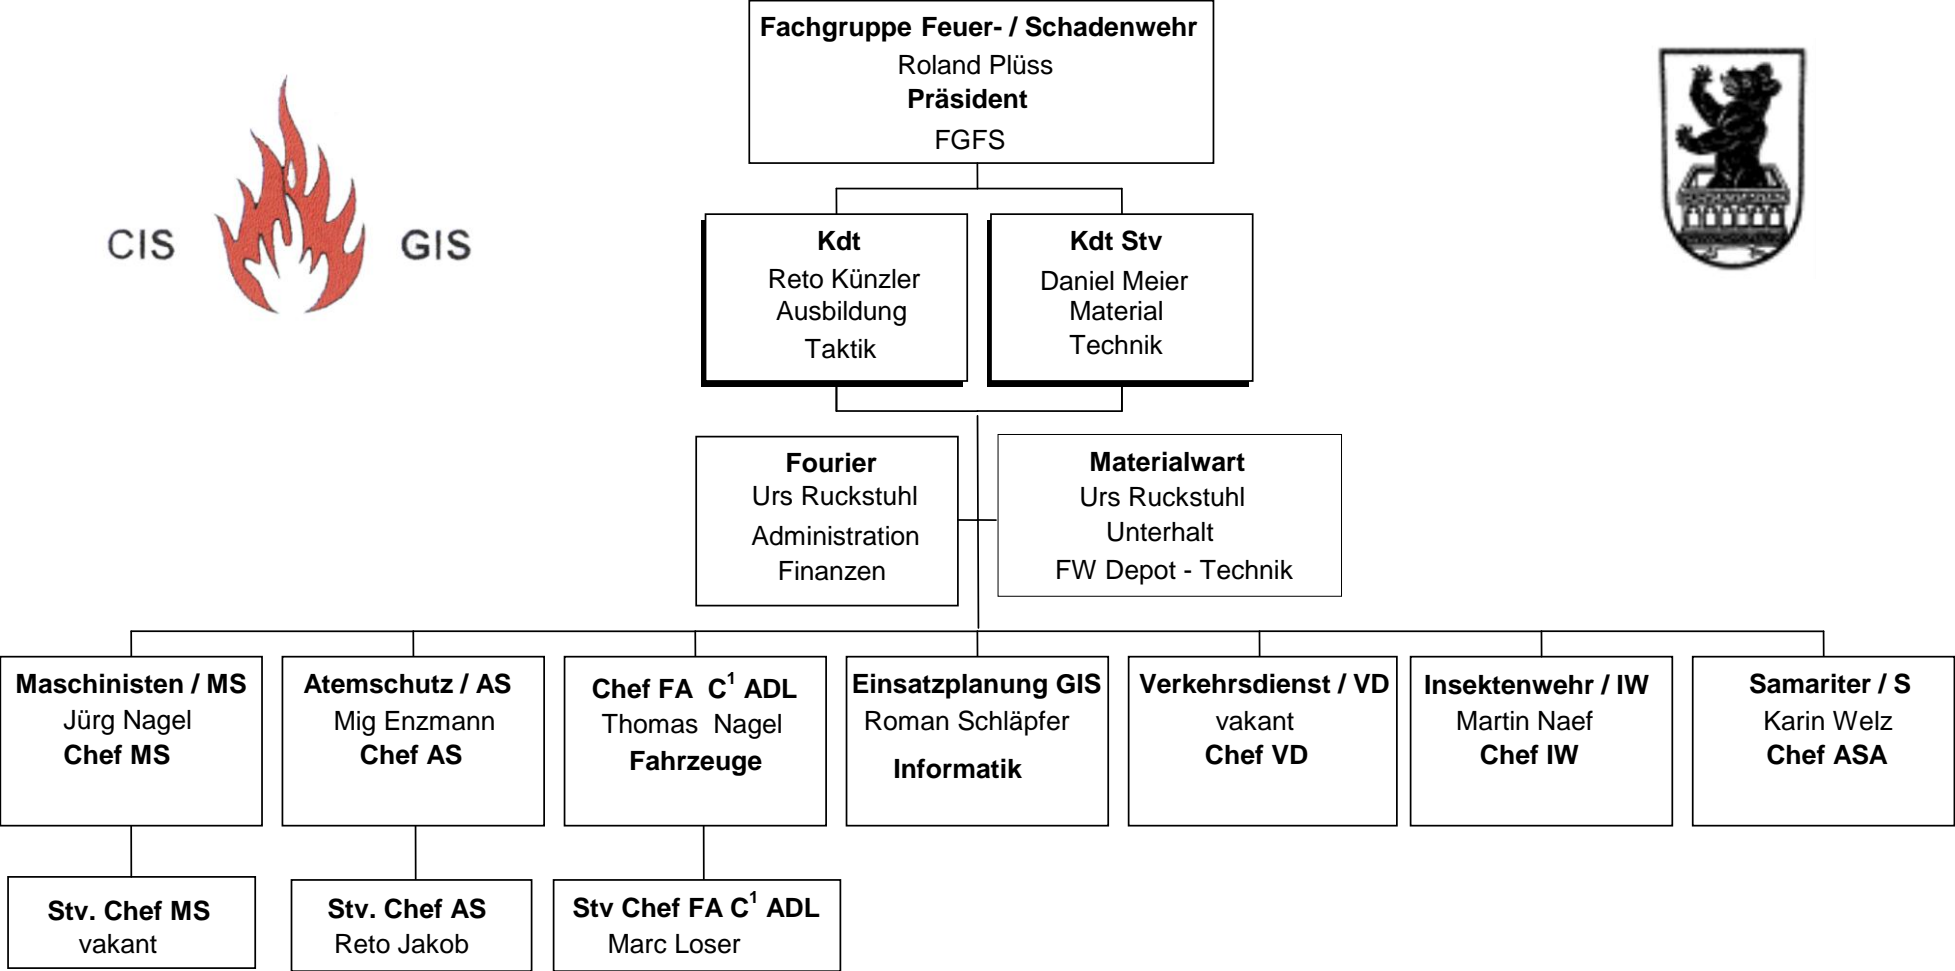 Fachgruppe Feuer- / Schadenwehr
Roland Plüss
Präsident
FGFS
CIS
GIS
Kdt
Reto Künzler
Ausbildung
Taktik
Kdt Stv
Daniel Meier
Material
Technik
Fourier
Urs Ruckstuhl
Administration
Finanzen
Materialwart
Urs Ruckstuhl
Unterhalt
FW Depot - Technik
Maschinisten / MS
Jürg Nagel
Chef MS
Atemschutz / AS
Mig Enzmann
Chef AS
Chef FA C¹ ADL
Thomas Nagel
Fahrzeuge
Einsatzplanung GIS
Roman Schläpfer
Informatik
Verkehrsdienst / VD
vakant
Chef VD
Insektenwehr / IW
Martin Naef
Chef IW
Samariter / S
Karin Welz
Chef ASA
Stv. Chef MS
vakant
Stv. Chef AS
Reto Jakob
Stv Chef FA C¹ ADL
Marc Loser